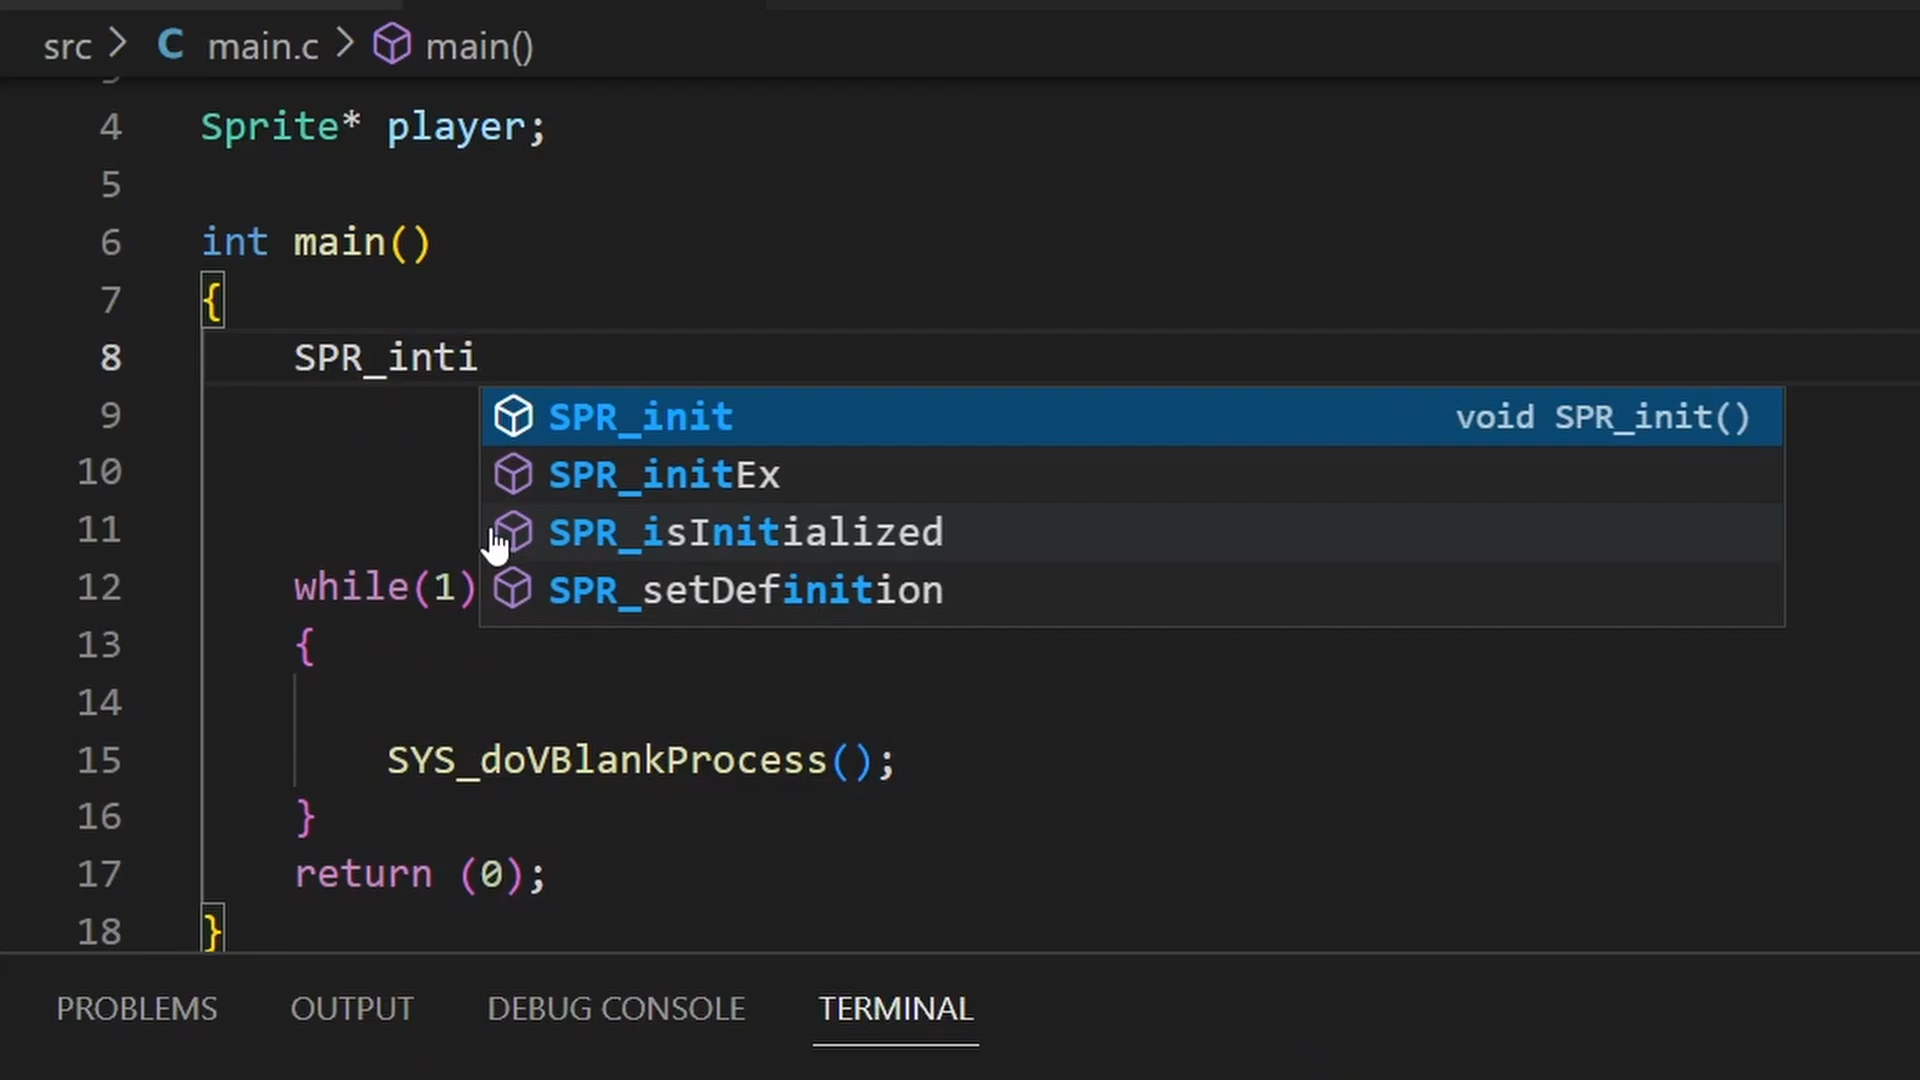 src > C main.c > main()
4 Sprite* player;
5
6 int main()
7 {
8 SPR_inti
9 SPR_init void SPR_init()
10 SPR_initEx
11 SPR_isInitialized
12 while(1) SPR_setDefinition
13 {
14
15 SYS_doVBlankProcess();
16 }
17 return (0);
18 }
PROBLEMS OUTPUT DEBUG CONSOLE TERMINAL